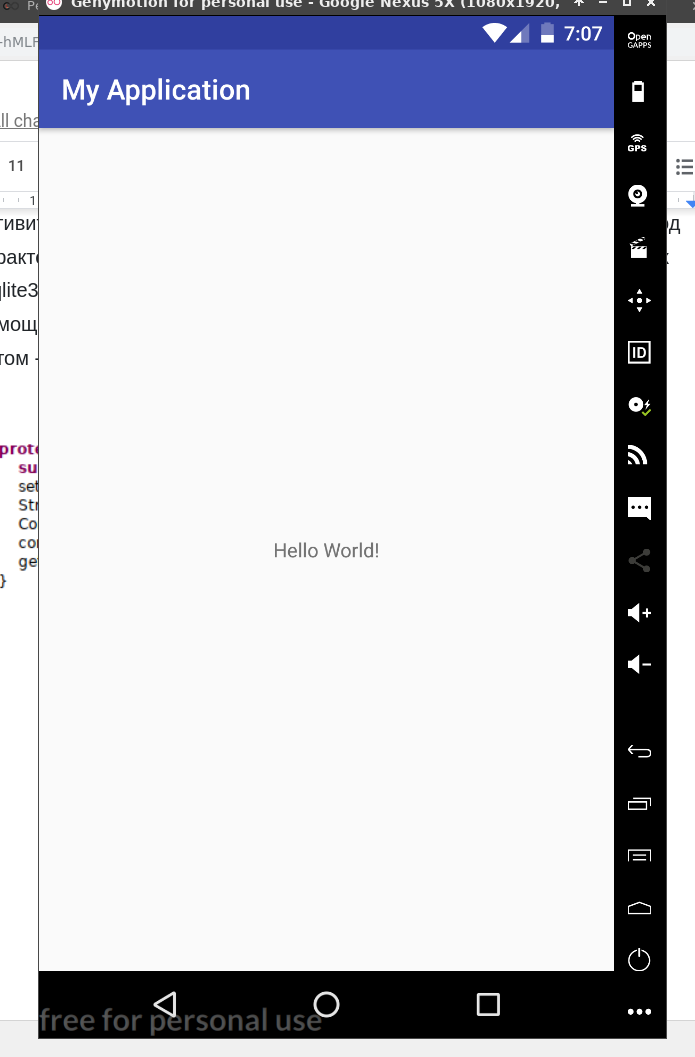 Genymotion for personal use - Google Nexus 5X (1080x1920,
7:07
Open
GAPPS
My Application
GPS
11
1
ID
Hello World!
}
free for personal use